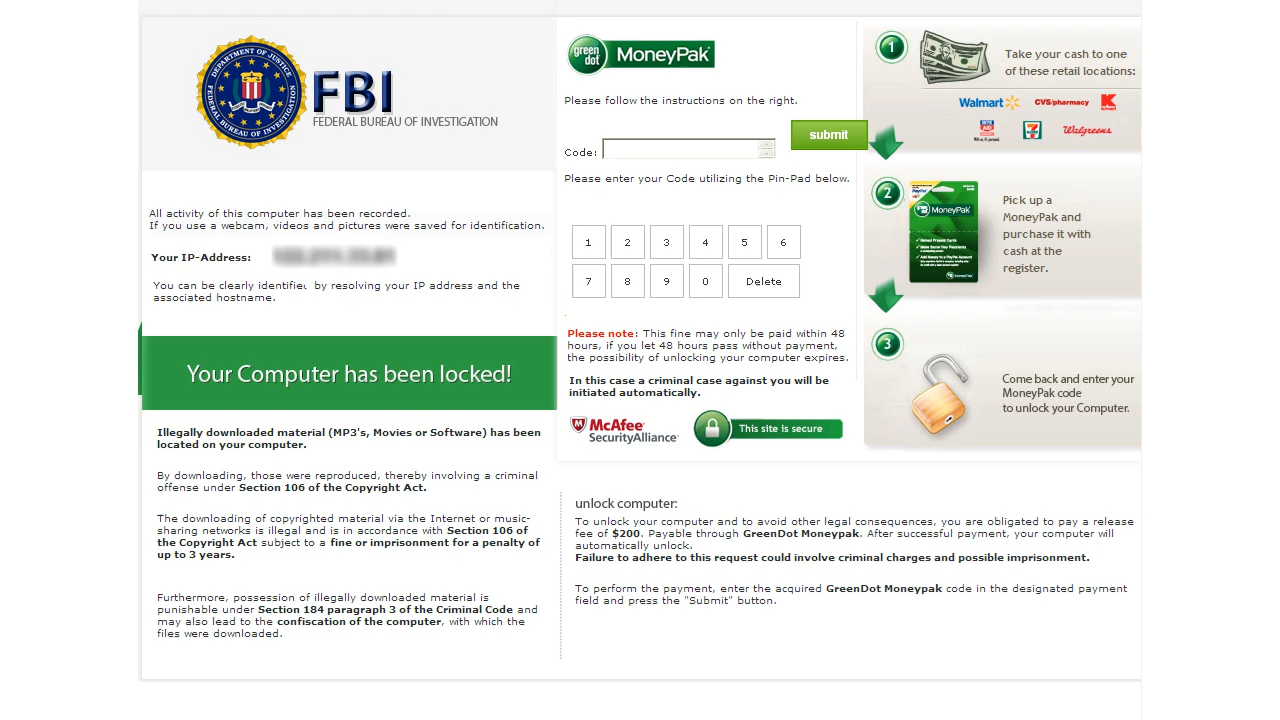 DEPARTMENT OF JUSTICE
FEDERAL BUREAU OF INVESTIGATION
FBI
FEDERAL BUREAU OF INVESTIGATION
All activity of this computer has been recorded.
If you use a webcam, videos and pictures were saved for identification.
Your IP-Address:
You can be clearly identified by resolving your IP address and the
associated hostname.
Your Computer has been locked!
Illegally downloaded material (MP3's, Movies or Software) has been
located on your computer.
By downloading, those were reproduced, thereby involving a criminal
offense under Section 106 of the Copyright Act.
The downloading of copyrighted material via the Internet or music-
sharing networks is illegal and is in accordance with Section 106 of
the Copyright Act subject to a fine or imprisonment for a penalty of
up to 3 years.
Furthermore, possession of illegally downloaded material is
punishable under Section 184 paragraph 3 of the Criminal Code and
may also lead to the confiscation of the computer, with which the
files were downloaded.
green dot MoneyPak
Please follow the instructions on the right.
Code:
submit
Please enter your Code utilizing the Pin-Pad below.
1 2 3 4 5 6
7 8 9 0 Delete
Please note: This fine may only be paid within 48
hours, if you let 48 hours pass without payment,
the possibility of unlocking your computer expires.
In this case a criminal case against you will be
initiated automatically.
McAfee
SecurityAlliance
This site is secure
1
Take your cash to one
of these retail locations:
Walmart CVS/pharmacy K kmart
RITE AID 7 ELEVEN Walgreens
2
MoneyPak
Pick up a
MoneyPak and
purchase it with
cash at the
register.
3
Come back and enter your
MoneyPak code
to unlock your Computer.
unlock computer:
To unlock your computer and to avoid other legal consequences, you are obligated to pay a release
fee of $200. Payable through GreenDot Moneypak. After successful payment, your computer will
automatically unlock.
Failure to adhere to this request could involve criminal charges and possible imprisonment.
To perform the payment, enter the acquired GreenDot Moneypak code in the designated payment
field and press the "Submit" button.